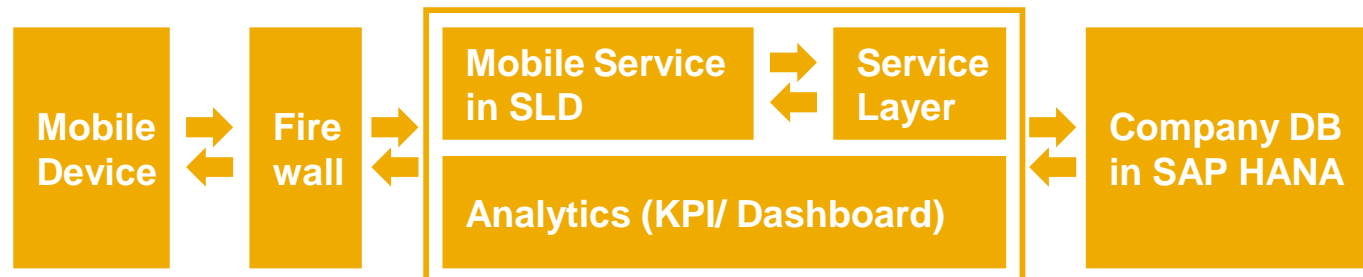 Mobile
Device
Fire
wall
Mobile Service
in SLD
Service
Layer
Analytics (KPI/ Dashboard)
Company DB
in SAP HANA